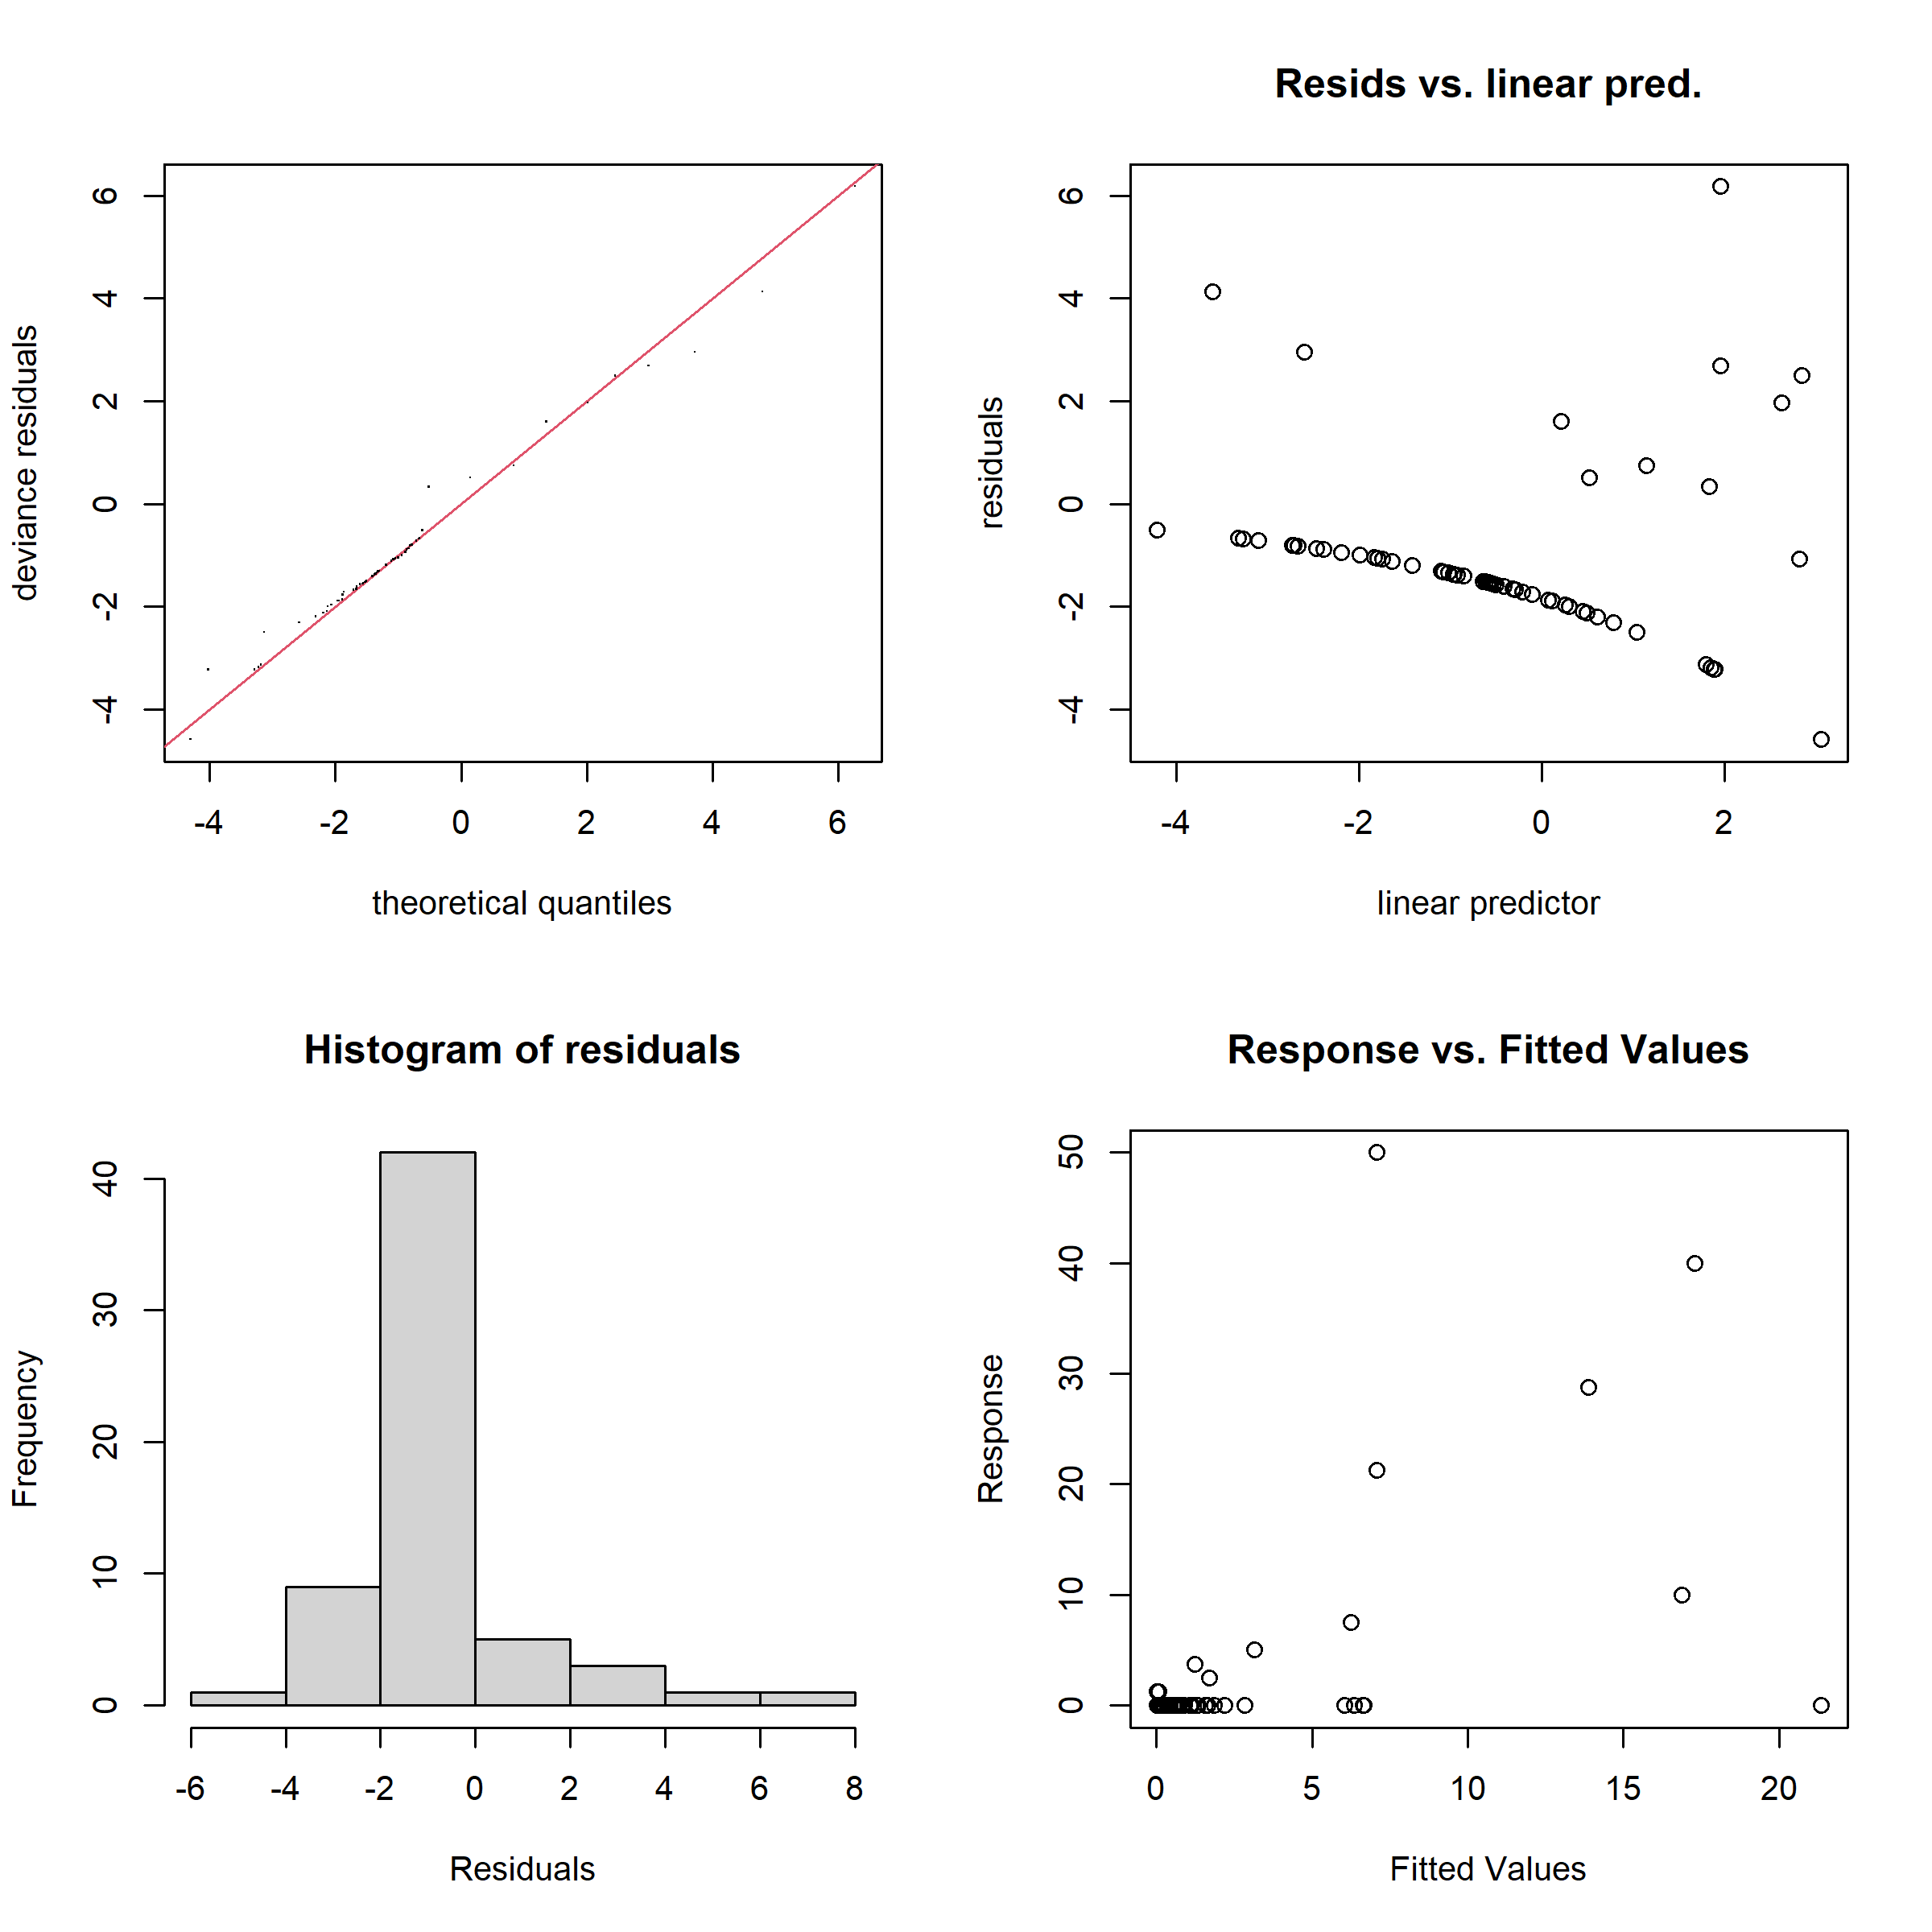 Resids vs. linear pred.
deviance residuals
-4 -2 0 2 4 6
-4 -2 0 2 4 6
theoretical quantiles
residuals
-4 -2 0 2 4 6
-4 -2 0 2
linear predictor
Histogram of residuals
Response vs. Fitted Values
Frequency
0 10 20 30 40
-6 -4 -2 0 2 4 6 8
Residuals
Response
0 10 20 30 40 50
0 5 10 15 20
Fitted Values